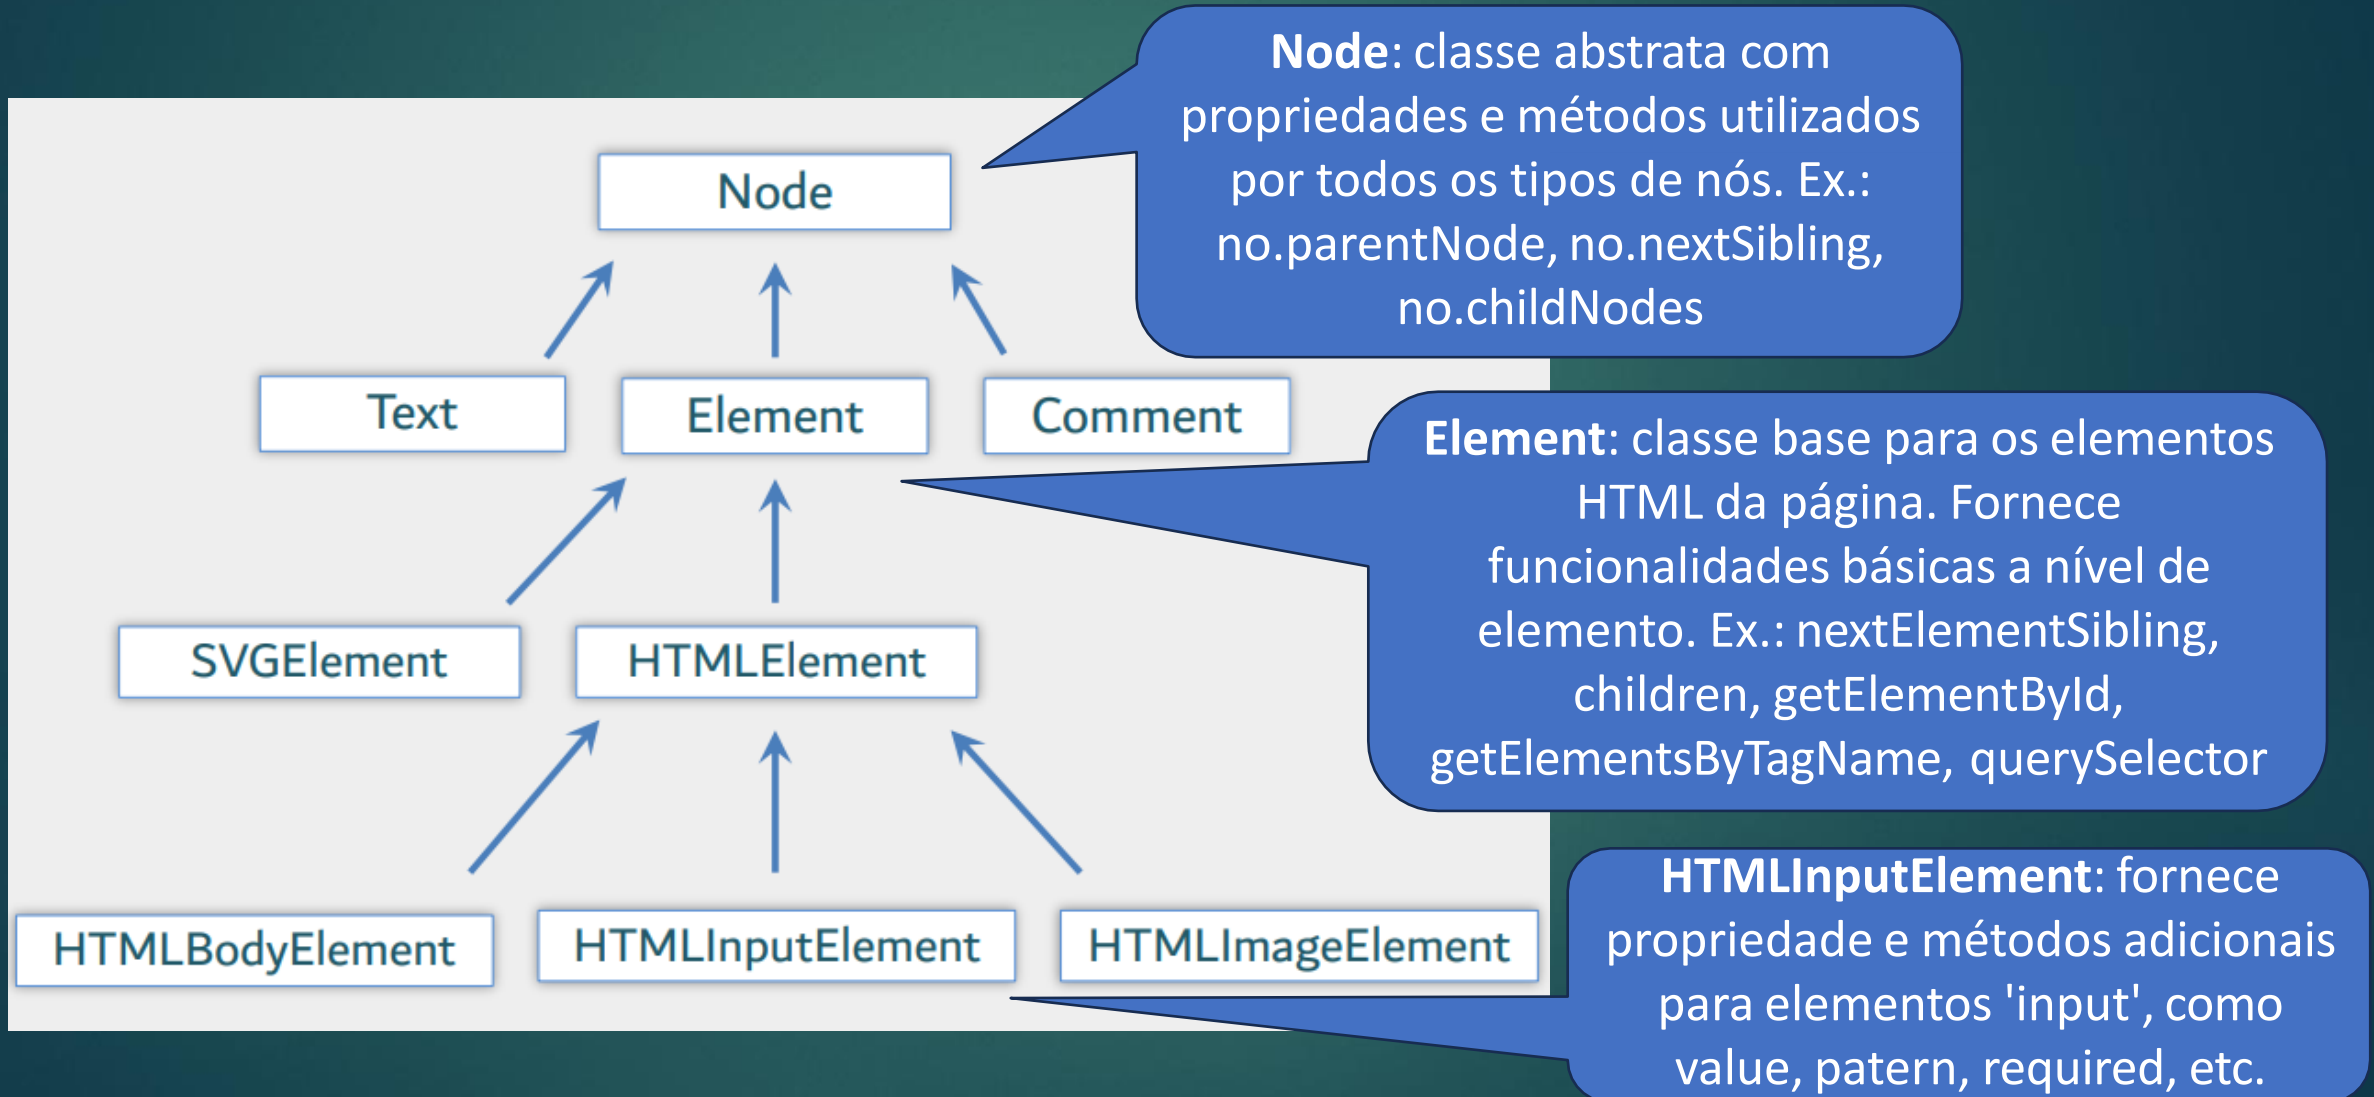 Node: classe abstrata com
propriedades e métodos utilizados
por todos os tipos de nós. Ex.:
no.parentNode, no.nextSibling,
no.childNodes
Node
Text
Element
Comment
Element: classe base para os elementos
HTML da página. Fornece
funcionalidades básicas a nível de
elemento. Ex.: nextElementSibling,
children, getElementById,
getElementsByTagName, querySelector
SVGElement
HTMLElement
HTMLBodyElement
HTMLInputElement
HTMLImageElement
HTMLInputElement: fornece
propriedade e métodos adicionais
para elementos 'input', como
value, patern, required, etc.